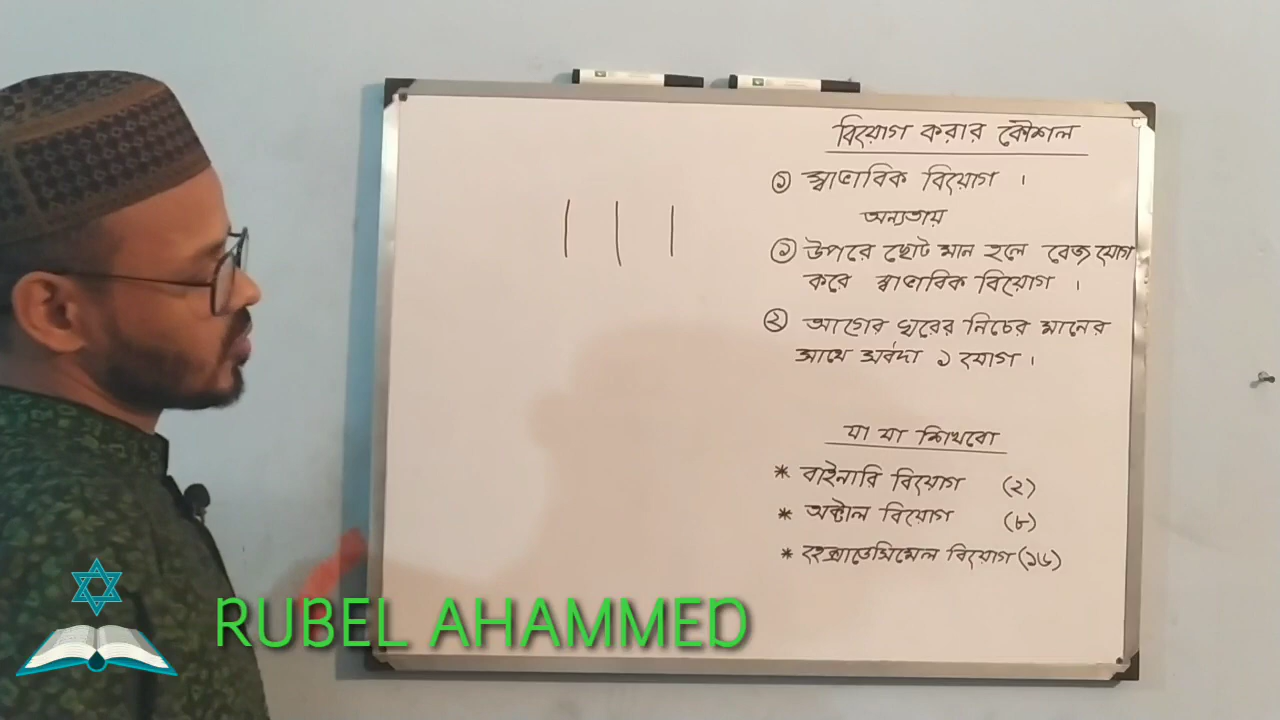 বিয়োগ করার কৌশল
① স্বাভাবিক বিয়োগ ।
অন্যথায়
① উপরে ছোট মান হলে বেজ যোগ
করে স্বাভাবিক বিয়োগ ।
② আগের ঘরের নিচের মানের
সাথে সর্বদা ১ যোগ ।
যা যা শিখবো
* বাইনারি বিয়োগ (২)
* অক্টাল বিয়োগ (৮)
* হেক্সাডেসিমেল বিয়োগ (১৬)
| | |
RUBEL AHAMMED